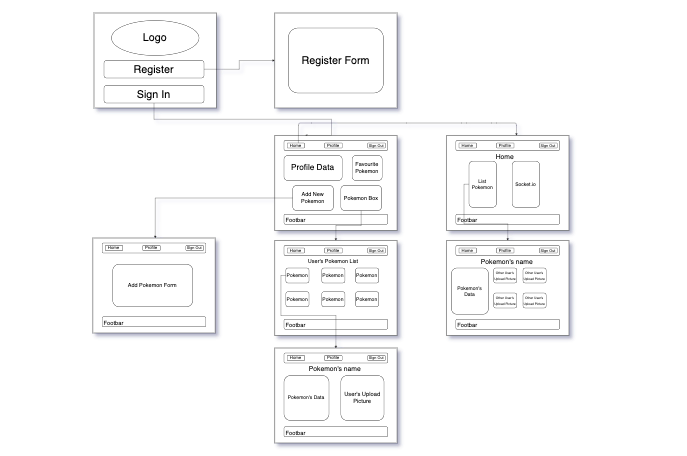 Logo
Register
Sign In
Register Form
Home Profile Sign Out
Profile Data
Favourite
Pokemon
Add New
Pokemon
Pokemon Box
Footbar
Home Profile Sign Out
Home
List
Pokemon
Socket.io
Footbar
Home Profile Sign Out
Add Pokemon Form
Footbar
Home Profile Sign Out
User's Pokemon List
Pokemon Pokemon Pokemon
Pokemon Pokemon Pokemon
Footbar
Home Profile Sign Out
Pokemon's name
Pokemon's
Data
Other User's
Upload Picture
Other User's
Upload Picture
Other User's
Upload Picture
Other User's
Upload Picture
Footbar
Home Profile Sign Out
Pokemon's name
Pokemon's Data
User's Upload
Picture
Footbar